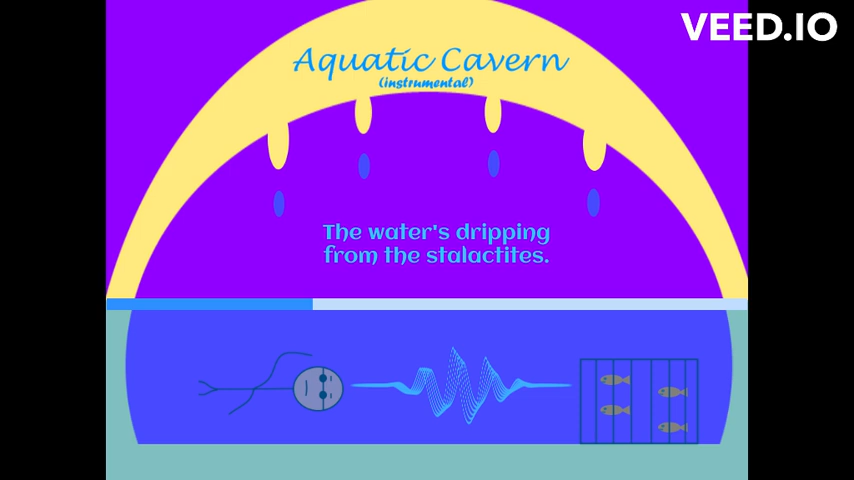 VEED.IO
Aquatic Cavern
(instrumental)
The water's dripping
from the stalactites.